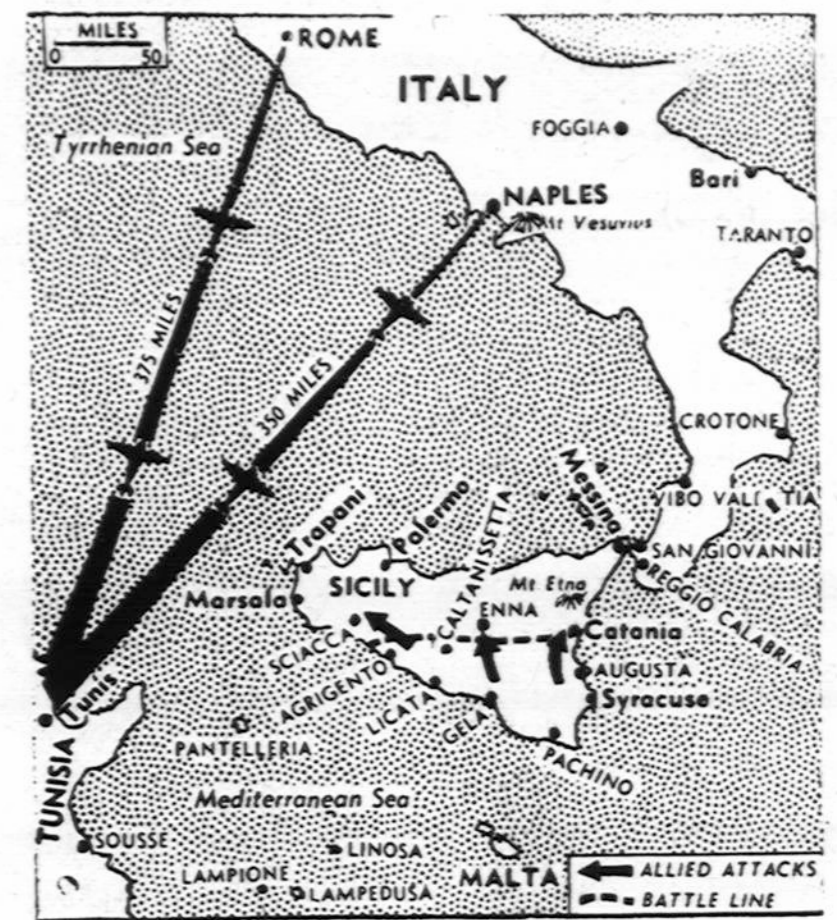 MILES
0 50
ROME
ITALY
Tyrrhenian Sea
FOGGIA
Bari
NAPLES
Mt Vesuvius
TARANTO
375 MILES
350 MILES
CROTONE
Messina
VIBO VALENTIA
Trapani
Palermo
CALTANISSETTA
SAN GIOVANNI
REGGIO CALABRIA
SICILY
Mt Etna
Marsala
ENNA
Catania
SCIACCA
AGRIGENTO
AUGUSTA
LICATA
Syracuse
GELA
Tunis
PANTELLERIA
PACHINO
TUNISIA
Mediterranean Sea
SOUSSE
LINOSA
LAMPIONE
MALTA
LAMPEDUSA
ALLIED ATTACKS
BATTLE LINE